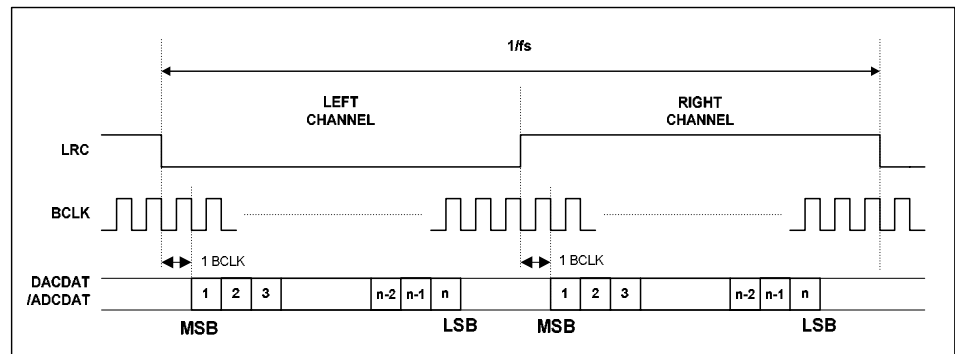 1/fs
LEFT
CHANNEL
RIGHT
CHANNEL
LRC
BCLK
1 BCLK
1 BCLK
DACDAT
/ADCDAT
1 2 3 n-2 n-1 n 1 2 3 n-2 n-1 n
MSB LSB MSB LSB